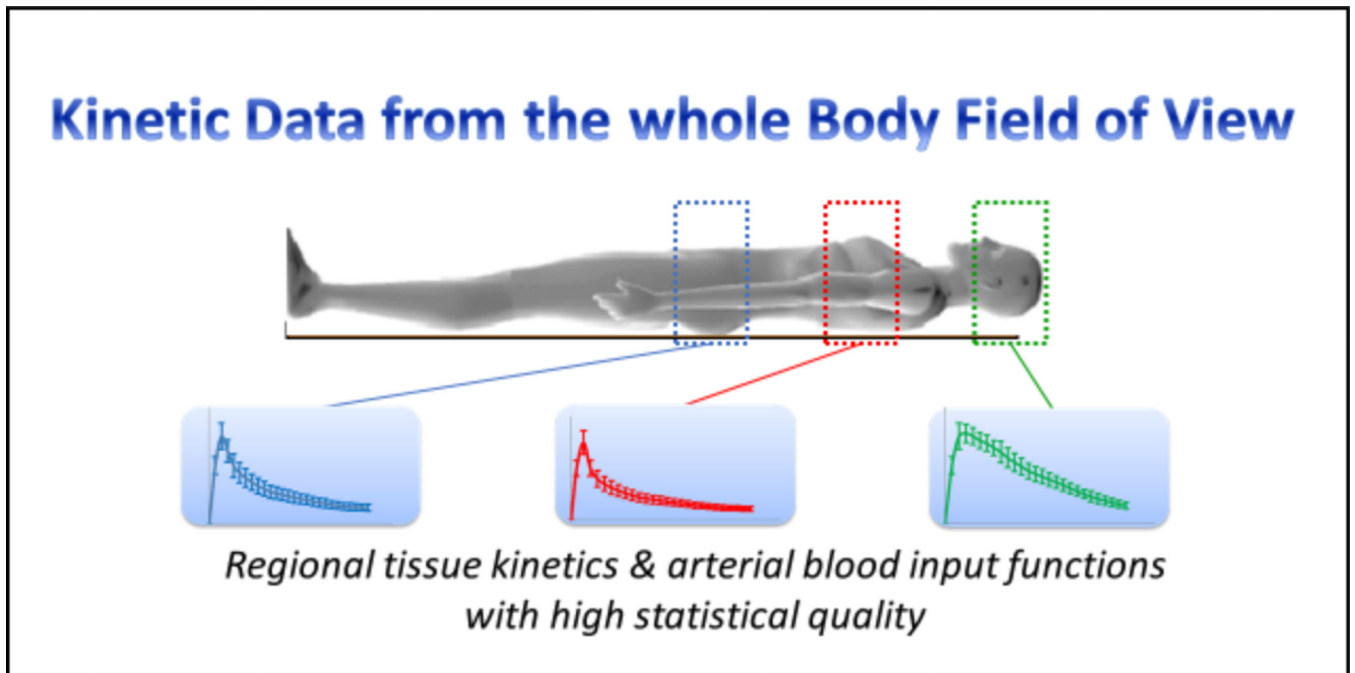 Kinetic Data from the whole Body Field of View
Regional tissue kinetics & arterial blood input functions
with high statistical quality